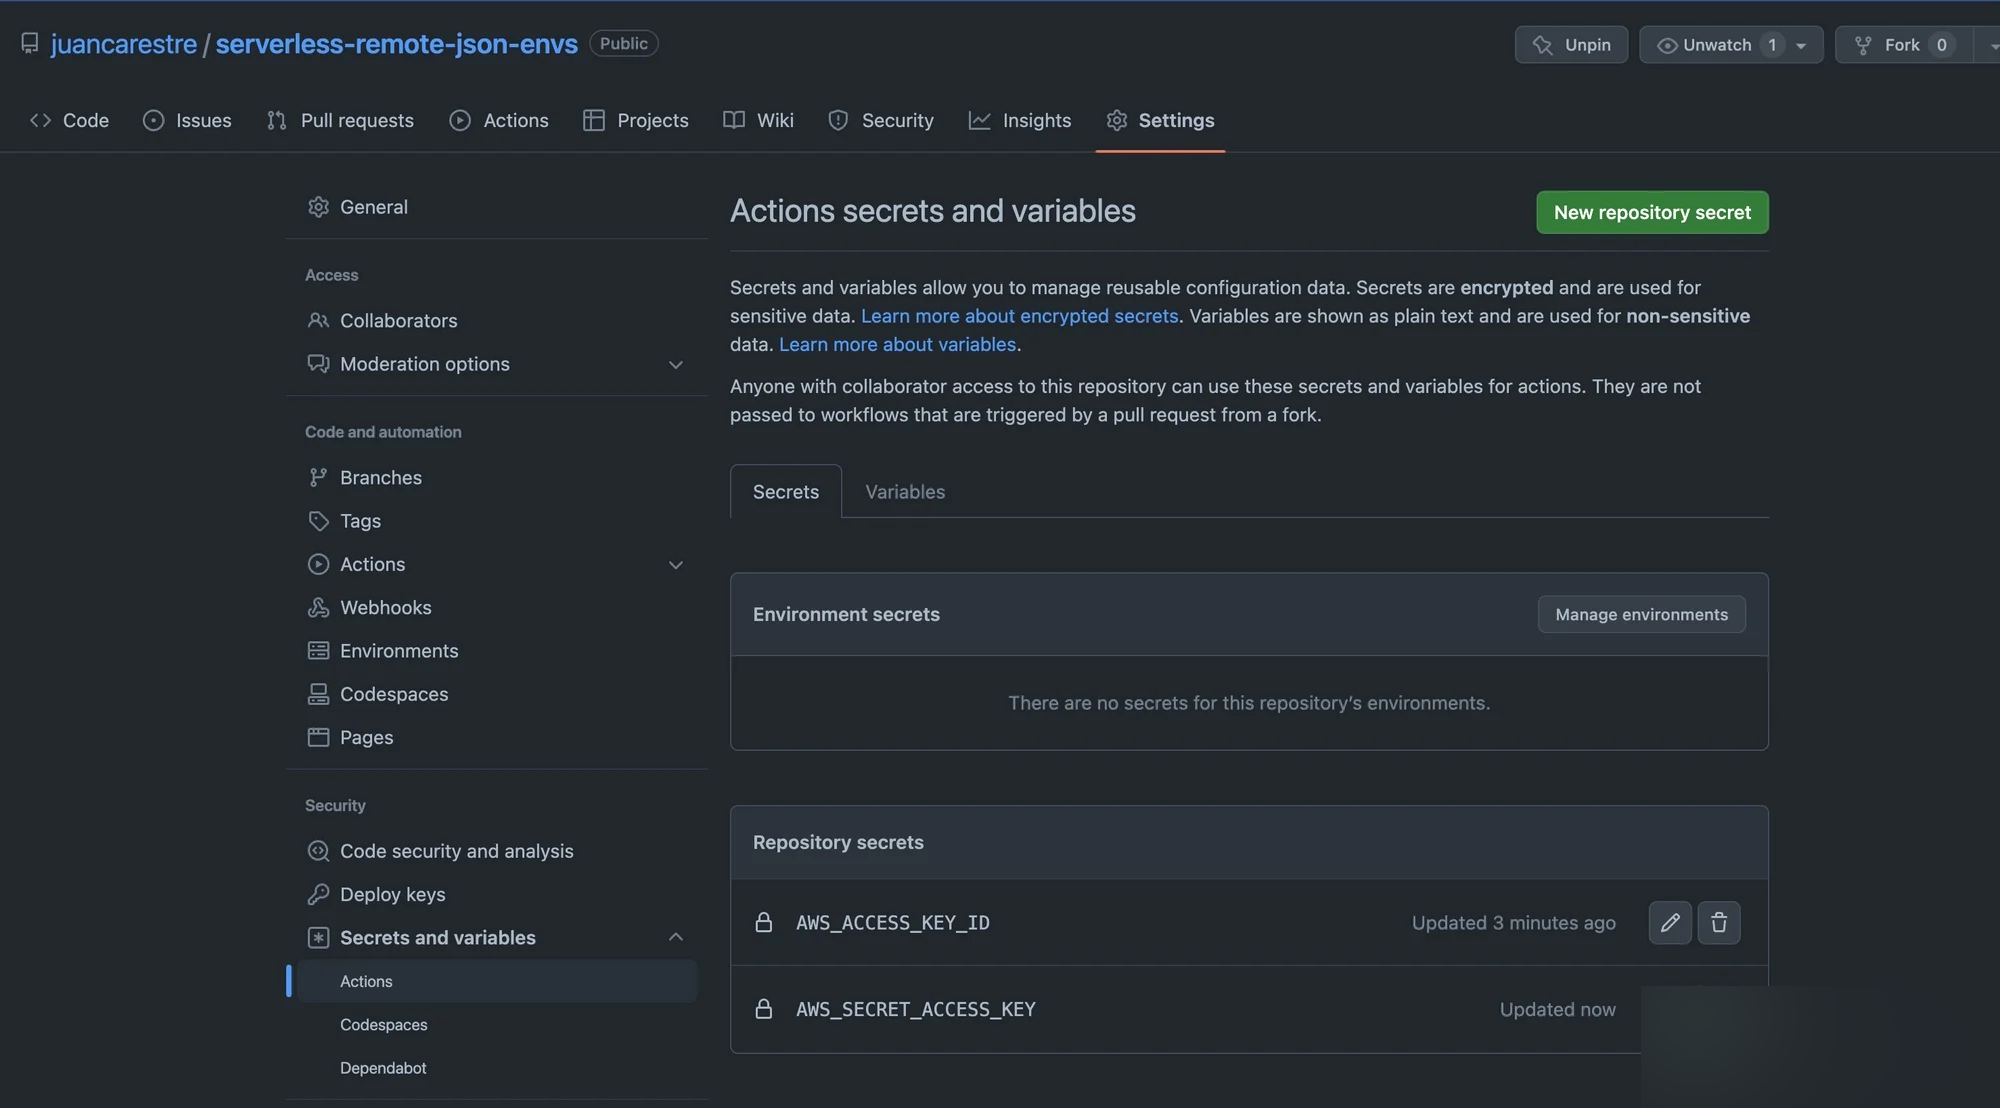 juancarestre / serverless-remote-json-envs Public
Unpin Unwatch 1 Fork 0
Code Issues Pull requests Actions Projects Wiki Security Insights Settings
General
Access
Collaborators
Moderation options
Code and automation
Branches
Tags
Actions
Webhooks
Environments
Codespaces
Pages
Security
Code security and analysis
Deploy keys
Secrets and variables
Actions
Codespaces
Dependabot
Actions secrets and variables
New repository secret
Secrets and variables allow you to manage reusable configuration data. Secrets are encrypted and are used for
sensitive data. Learn more about encrypted secrets. Variables are shown as plain text and are used for non-sensitive
data. Learn more about variables.
Anyone with collaborator access to this repository can use these secrets and variables for actions. They are not
passed to workflows that are triggered by a pull request from a fork.
Secrets Variables
Environment secrets
Manage environments
There are no secrets for this repository's environments.
Repository secrets
AWS_ACCESS_KEY_ID Updated 3 minutes ago
AWS_SECRET_ACCESS_KEY Updated now